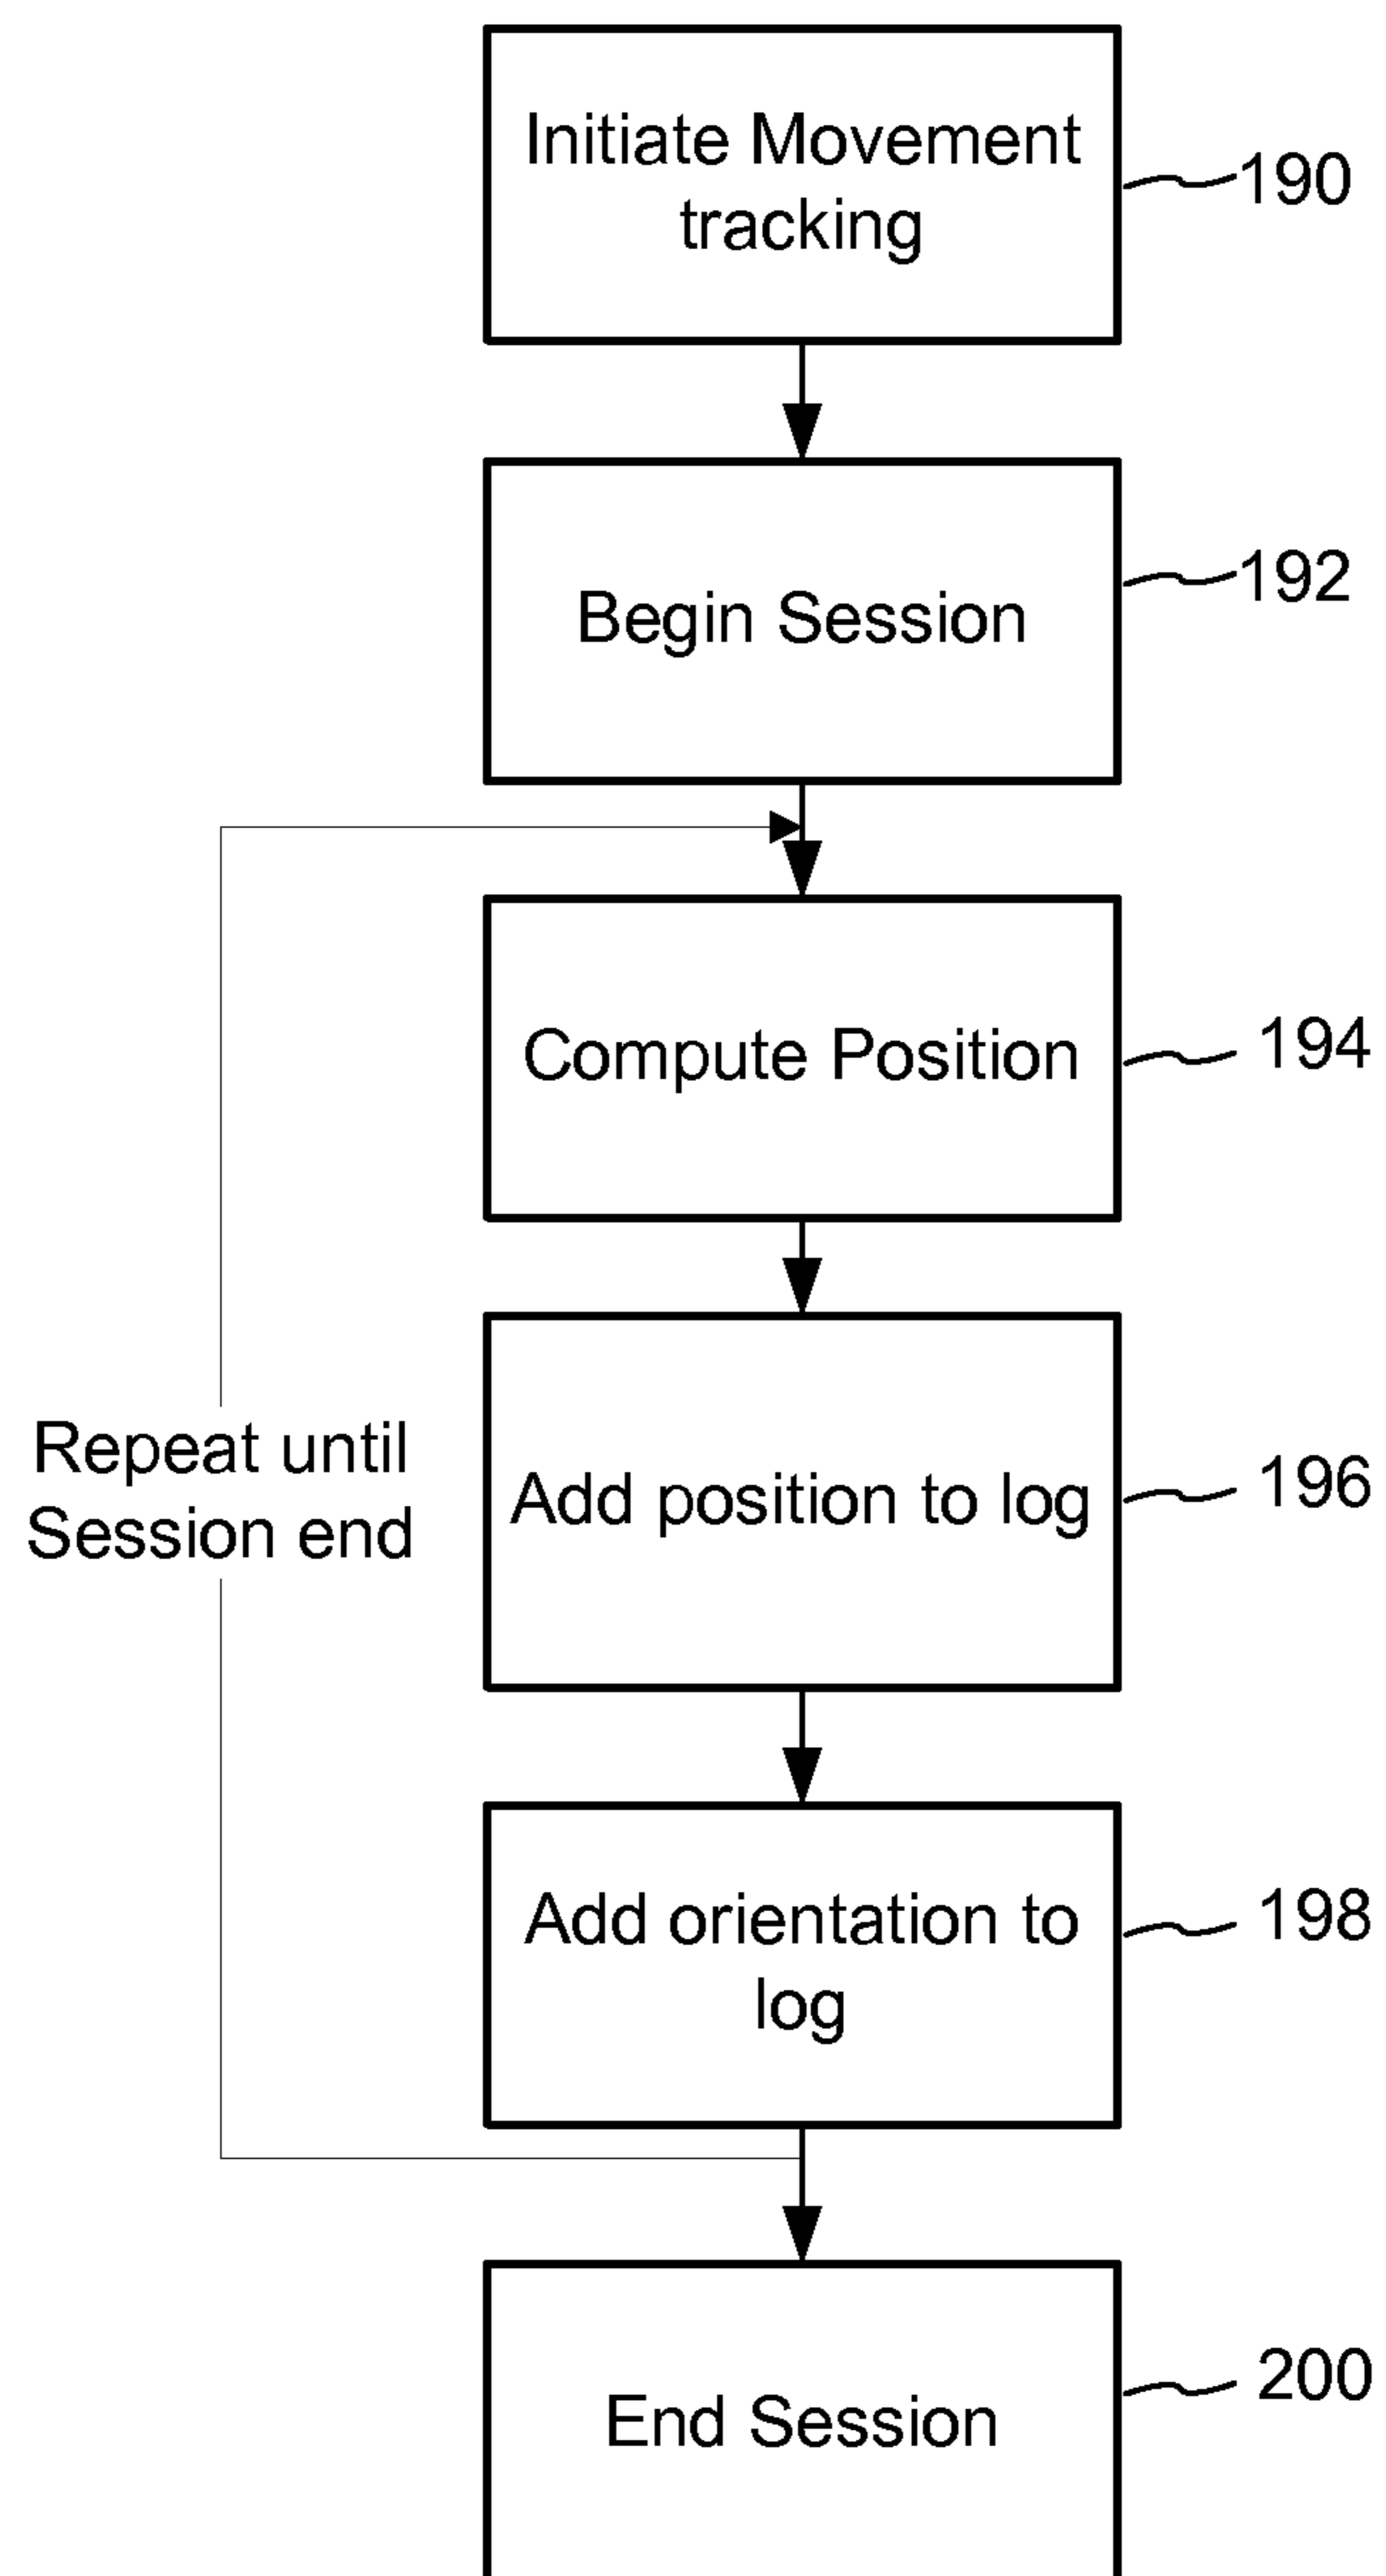 Initiate Movement
tracking
190
Begin Session
192
Compute Position
194
Add position to log
196
Repeat until
Session end
Add orientation to
log
198
End Session
200